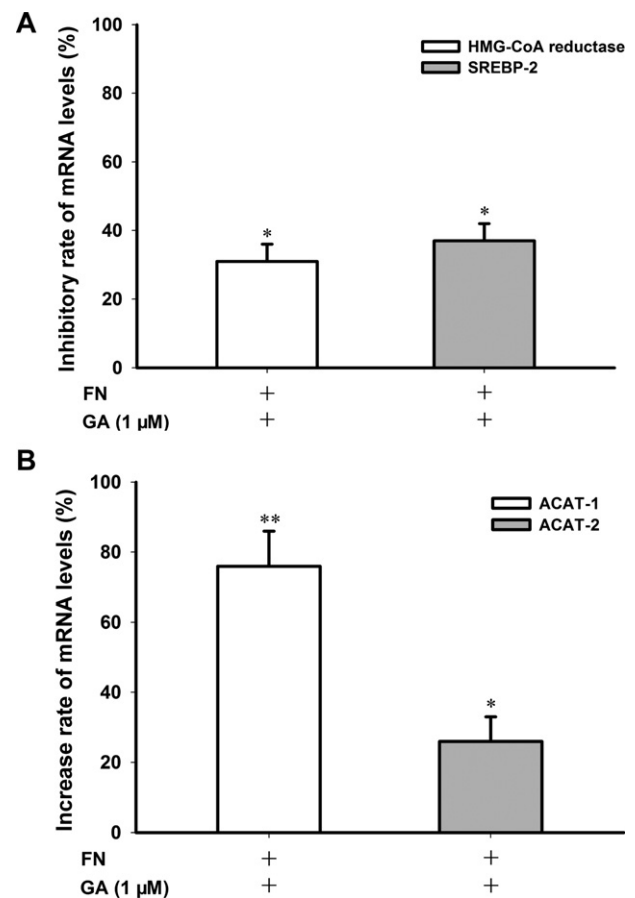 A
Inhibitory rate of mRNA levels (%)
100
80
60
40
20
0
HMG-CoA reductase
SREBP-2
*
*
FN + +
GA (1 µM) + +
B
Increase rate of mRNA levels (%)
100
80
60
40
20
0
ACAT-1
ACAT-2
**
*
FN + +
GA (1 µM) + +